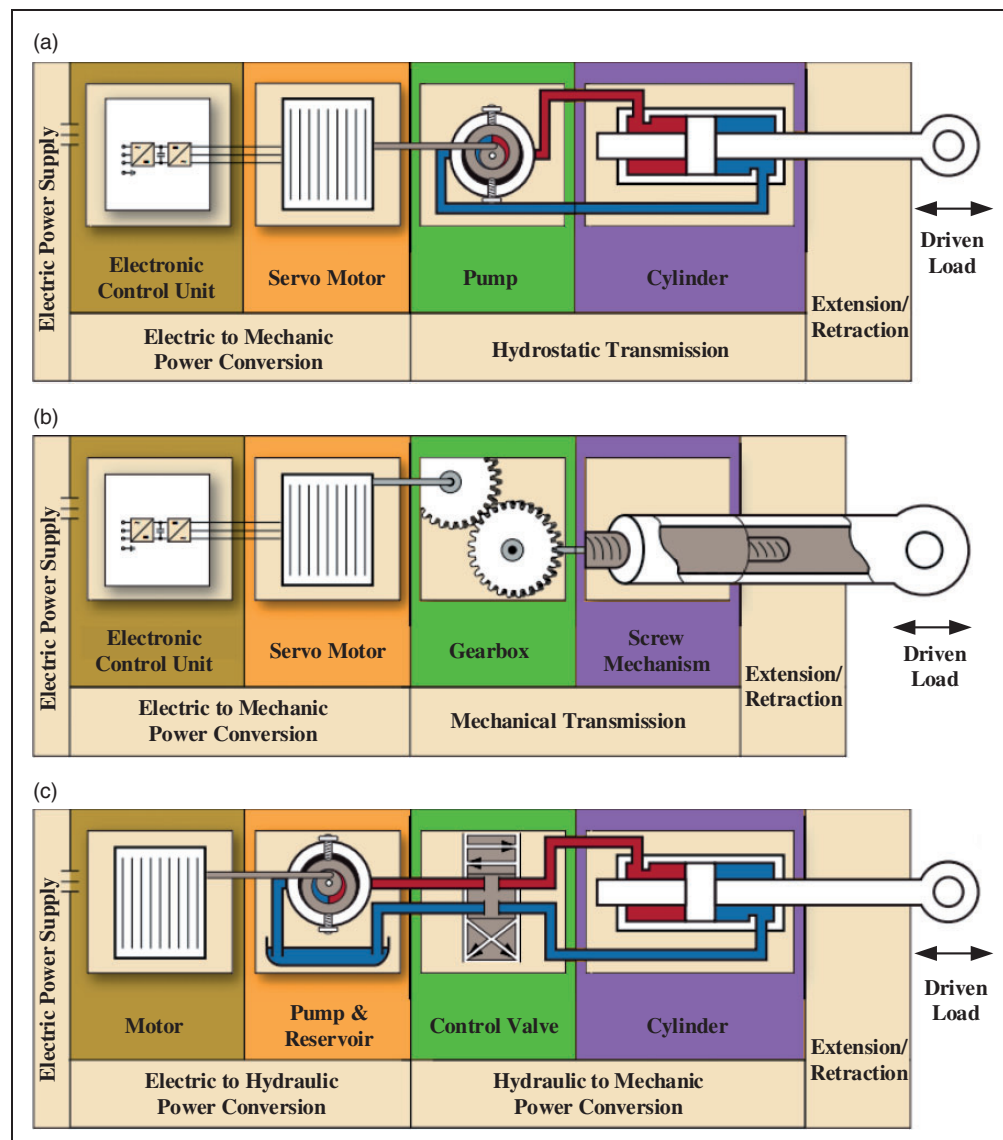 (a)
Electric Power Supply
Electronic
Control Unit
Servo Motor
Pump
Cylinder
Extension/
Retraction
Driven
Load
Electric to Mechanic
Power Conversion
Hydrostatic Transmission
(b)
Electric Power Supply
Electronic
Control Unit
Servo Motor
Gearbox
Screw
Mechanism
Extension/
Retraction
Driven
Load
Electric to Mechanic
Power Conversion
Mechanical Transmission
(c)
Electric Power Supply
Motor
Pump &
Reservoir
Control Valve
Cylinder
Extension/
Retraction
Driven
Load
Electric to Hydraulic
Power Conversion
Hydraulic to Mechanic
Power Conversion